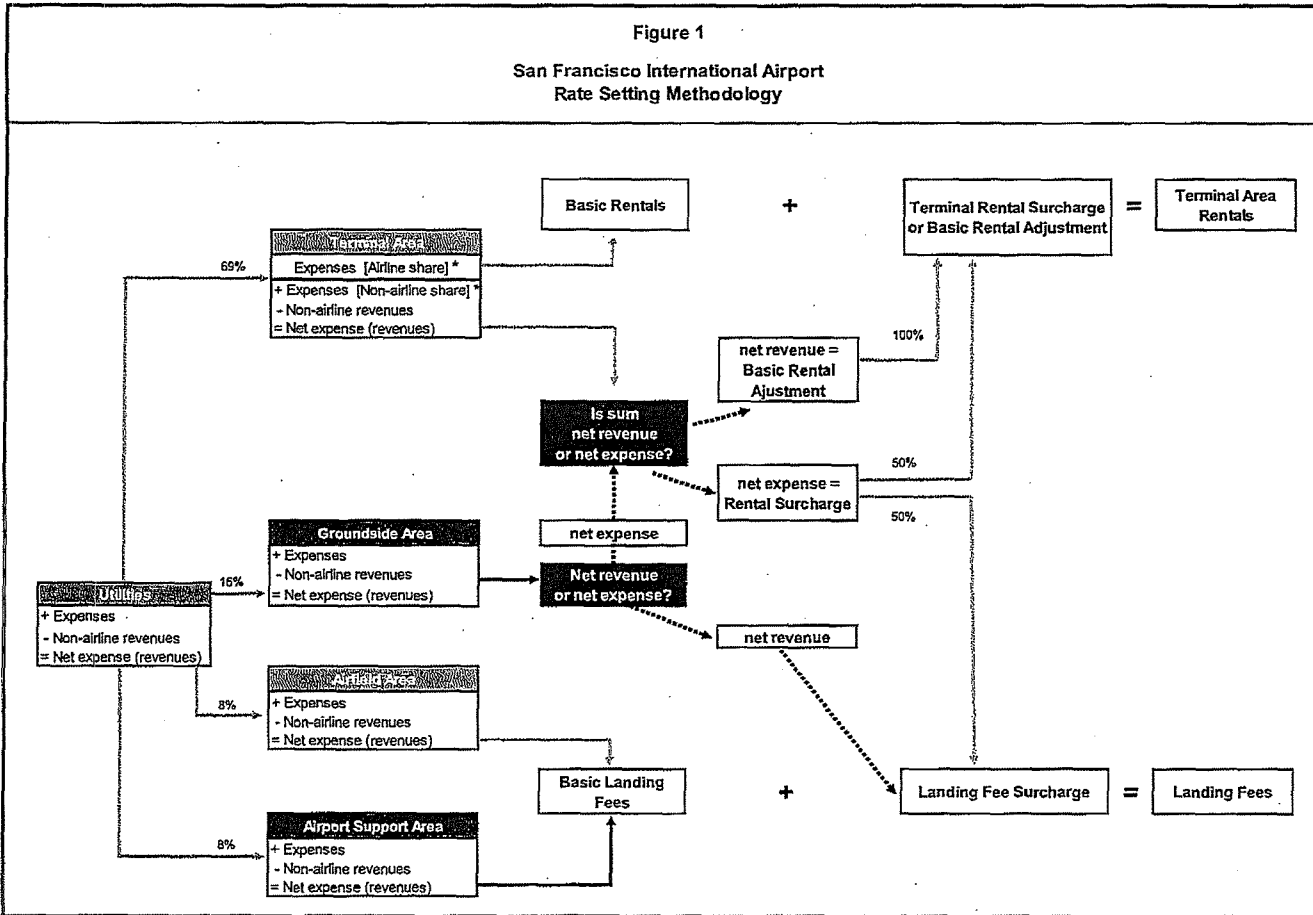 Figure 1
San Francisco International Airport
Rate Setting Methodology
Basic Rentals
+
Terminal Rental Surcharge
or Basic Rental Adjustment
=
Terminal Area
Rentals
Terminal Area
69%
Expenses [Airline share] *
+ Expenses [Non-airline share] *
- Non-airline revenues
= Net expense (revenues)
100%
net revenue =
Basic Rental
Ajustment
Is sum
net revenue
or net expense?
50%
net expense =
Rental Surcharge
50%
Groundside Area
net expense
+ Expenses
- Non-airline revenues
= Net expense (revenues)
16%
Net revenue
or net expense?
Utilities
+ Expenses
- Non-airline revenues
= Net expense (revenues)
net revenue
Airfield Area
8%
+ Expenses
- Non-airline revenues
= Net expense (revenues)
Basic Landing
Fees
+
Landing Fee Surcharge
=
Landing Fees
Airport Support Area
8%
+ Expenses
- Non-airline revenues
= Net expense (revenues)